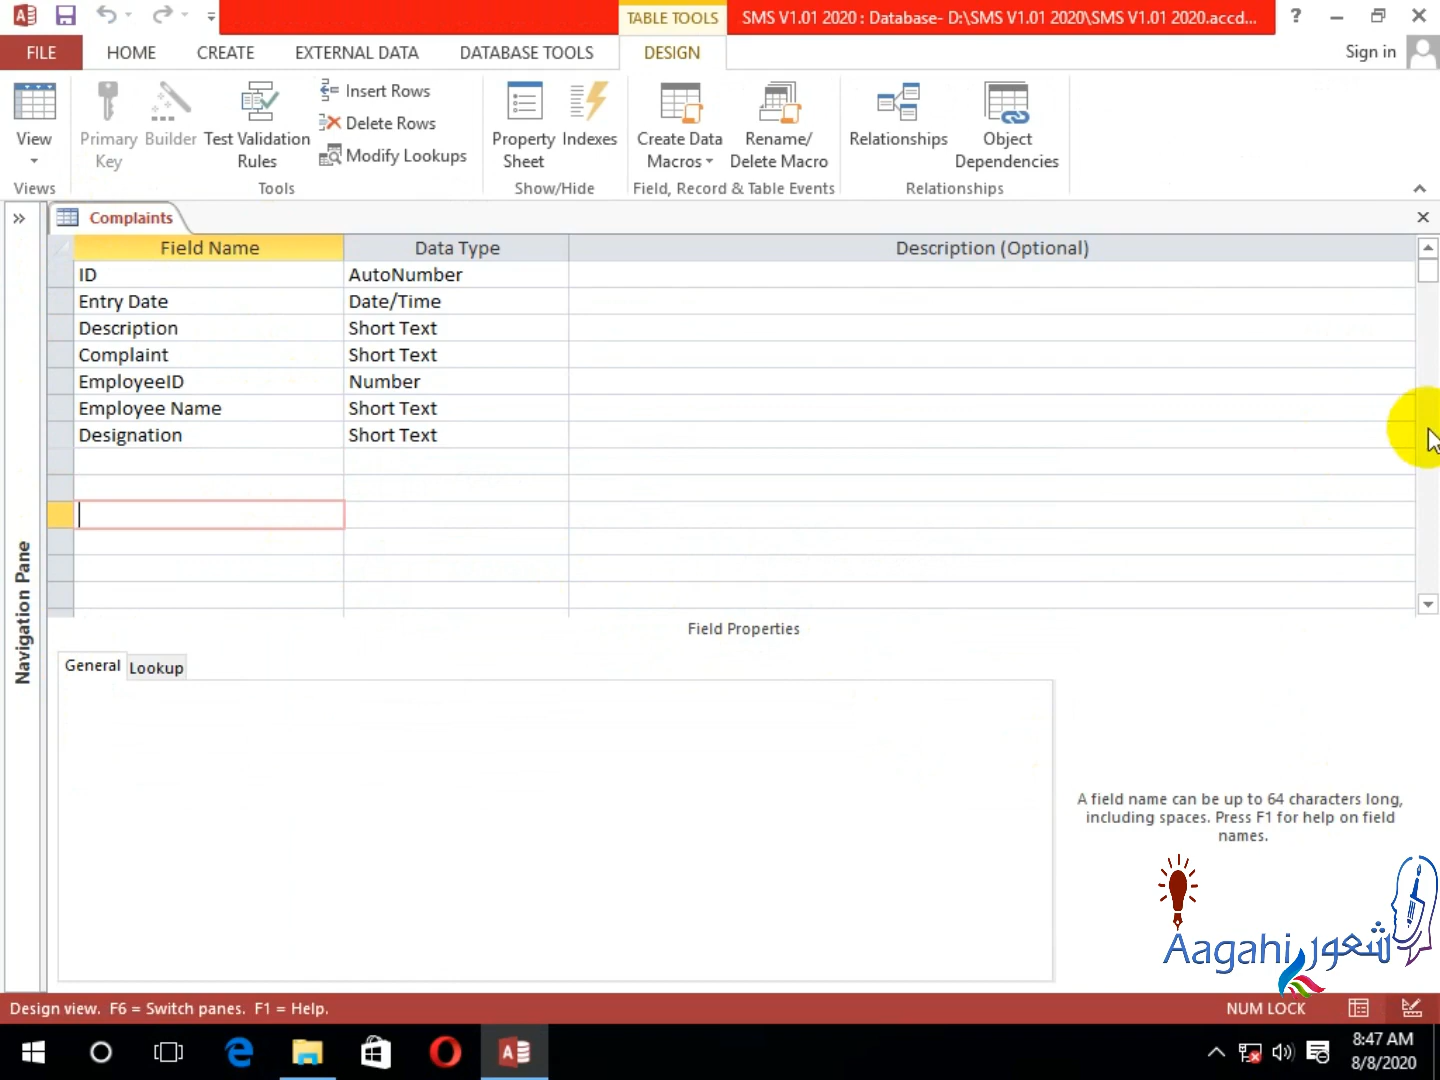 TABLE TOOLS
SMS V1.01 2020 : Database- D:\SMS V1.01 2020\SMS V1.01 2020.accd...
?
FILE
HOME
CREATE
EXTERNAL DATA
DATABASE TOOLS
DESIGN
Sign in
View
Primary Key
Builder
Test Validation Rules
Insert Rows
Delete Rows
Modify Lookups
Property Sheet
Indexes
Create Data Macros
Rename/ Delete Macro
Relationships
Object Dependencies
Views
Tools
Show/Hide
Field, Record & Table Events
Relationships
Complaints
Field Name
Data Type
Description (Optional)
ID
AutoNumber
Entry Date
Date/Time
Description
Short Text
Complaint
Short Text
EmployeeID
Number
Employee Name
Short Text
Designation
Short Text
Navigation Pane
Field Properties
General
Lookup
A field name can be up to 64 characters long,
including spaces. Press F1 for help on field
names.
Aagahi شعور
Design view. F6 = Switch panes. F1 = Help.
NUM LOCK
8:47 AM
8/8/2020